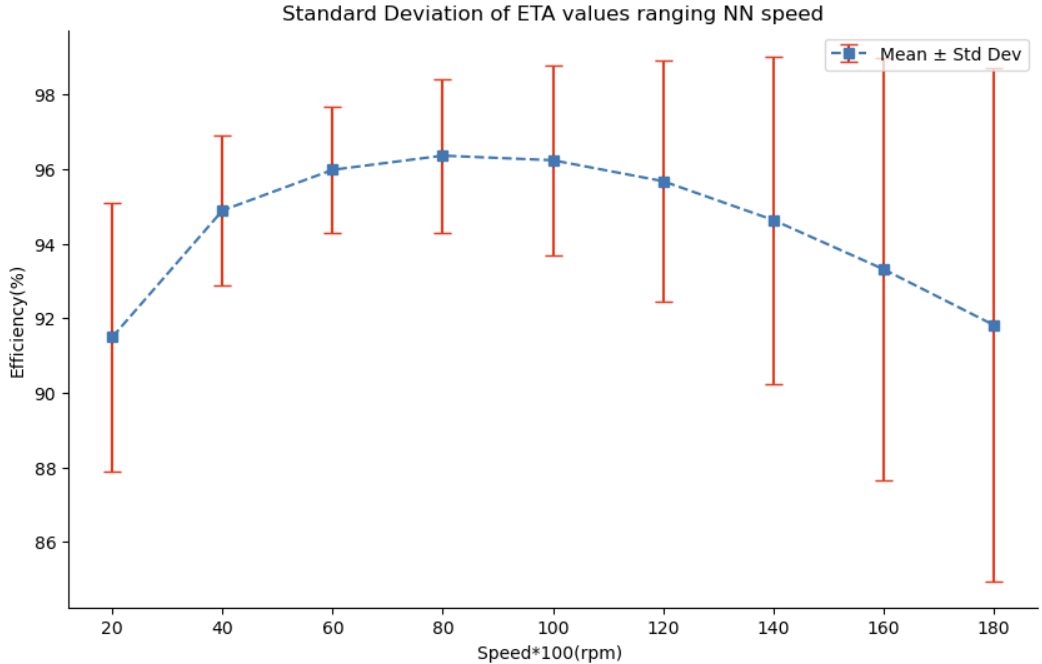 Standard Deviation of ETA values ranging NN speed
Mean ± Std Dev
Efficiency(%)
98
96
94
92
90
88
86
20 40 60 80 100 120 140 160 180
Speed*100(rpm)